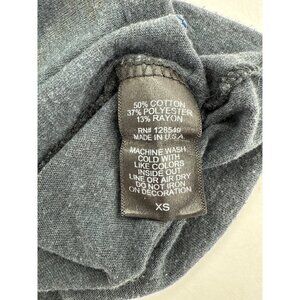 50% COTTON
37% POLYESTER
13% RAYON
RN# 128549
MADE IN U.S.A
MACHINE WASH
COLD WITH
LIKE COLORS
INSIDE OUT
LINE OR AIR DRY
DO NOT IRON
ON DECORATION
XS